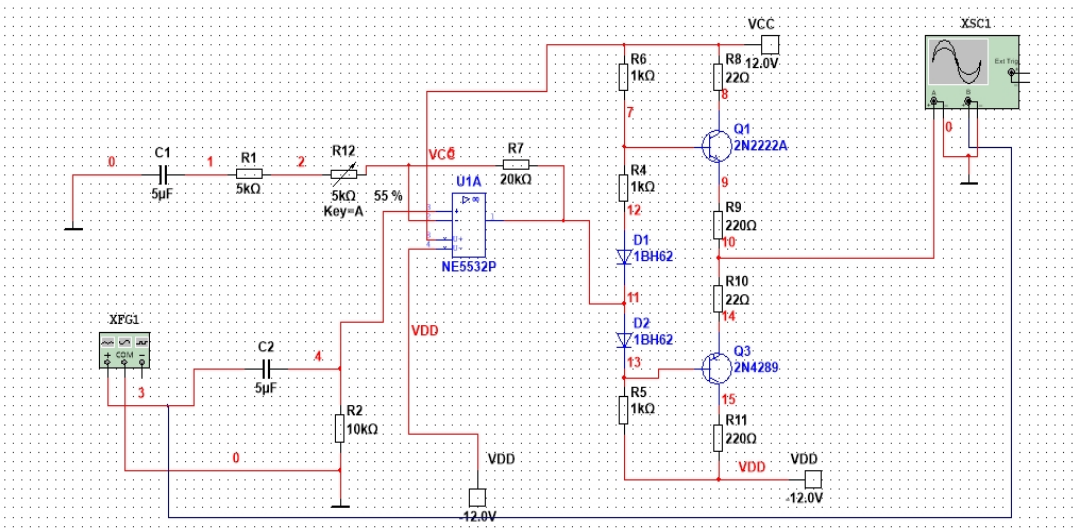 VCC
12.0V
XSC1
Ext Trig
A
B
0
R6
1kΩ
7
R8
22Ω
8
Q1
2N2222A
9
R4
1kΩ
12
R9
220Ω
10
D1
1BH62
11
R10
22Ω
14
D2
1BH62
13
Q3
2N4289
15
R5
1kΩ
R11
220Ω
VDD
VDD
-12.0V
0
C1
5µF
1
R1
5kΩ
2
R12
5kΩ
Key=A
55 %
VCC
R7
20kΩ
U1A
NE5532P
VDD
XFG1
COM
3
C2
5µF
4
R2
10kΩ
0
VDD
-12.0V